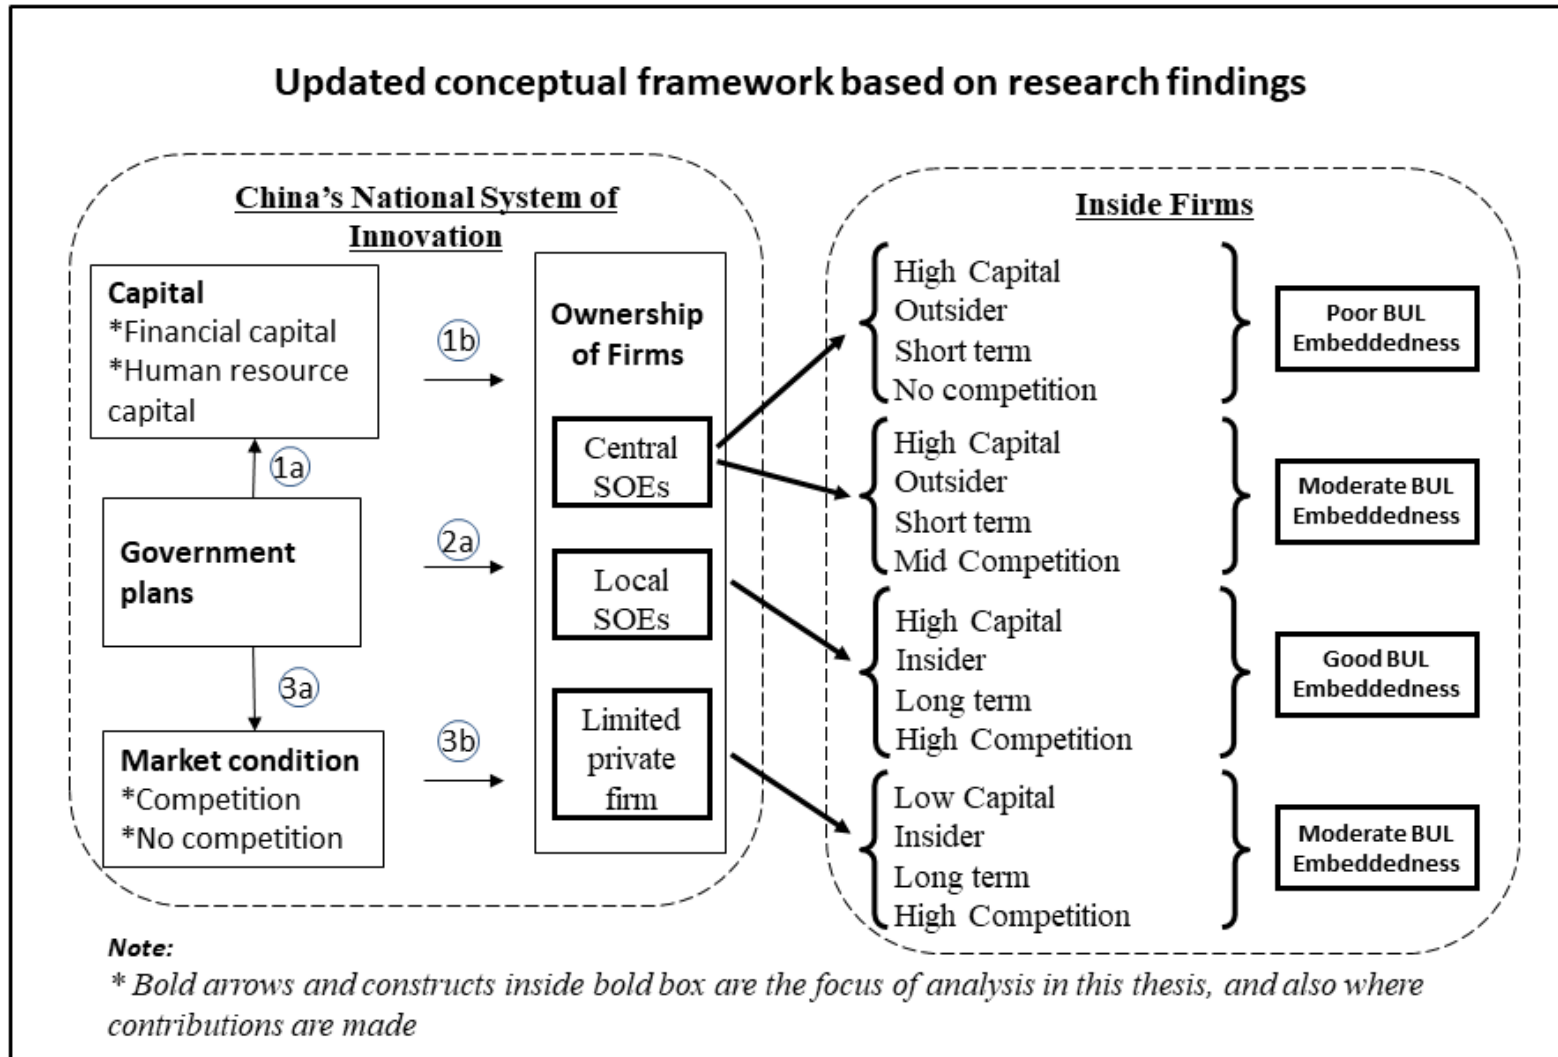 Updated conceptual framework based on research findings
China's National System of
Innovation
Capital
*Financial capital
*Human resource
capital
1a
Government
plans
3a
Market condition
*Competition
*No competition
1b
2a
3b
Ownership
of Firms
Central
SOEs
Local
SOEs
Limited
private
firm
Inside Firms
High Capital
Outsider
Short term
No competition
Poor BUL
Embeddedness
High Capital
Outsider
Short term
Mid Competition
Moderate BUL
Embeddedness
High Capital
Insider
Long term
High Competition
Good BUL
Embeddedness
Low Capital
Insider
Long term
High Competition
Moderate BUL
Embeddedness
Note:
* Bold arrows and constructs inside bold box are the focus of analysis in this thesis, and also where
contributions are made